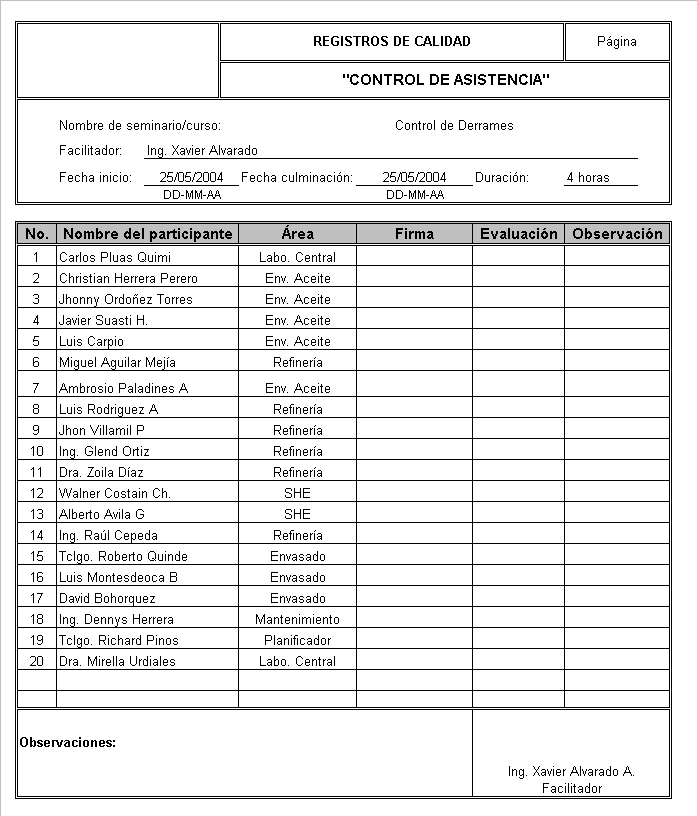 REGISTROS DE CALIDAD Página
"CONTROL DE ASISTENCIA"
Nombre de seminario/curso: Control de Derrames
Facilitador: Ing. Xavier Alvarado
Fecha inicio: 25/05/2004 Fecha culminación: 25/05/2004 Duración: 4 horas
DD-MM-AA DD-MM-AA
No. Nombre del participante Área Firma Evaluación Observación
1 Carlos Pluas Quimi Labo. Central
2 Christian Herrera Perero Env. Aceite
3 Jhonny Ordoñez Torres Env. Aceite
4 Javier Suasti H. Env. Aceite
5 Luis Carpio Env. Aceite
6 Miguel Aguilar Mejía Refinería
7 Ambrosio Paladines A Env. Aceite
8 Luis Rodriguez A Refinería
9 Jhon Villamil P Refinería
10 Ing. Glend Ortiz Refinería
11 Dra. Zoila Díaz Refinería
12 Walner Costain Ch. SHE
13 Alberto Avila G SHE
14 Ing. Raúl Cepeda Refinería
15 Tclgo. Roberto Quinde Envasado
16 Luis Montesdeoca B Envasado
17 David Bohorquez Envasado
18 Ing. Dennys Herrera Mantenimiento
19 Tclgo. Richard Pinos Planificador
20 Dra. Mirella Urdiales Labo. Central
Observaciones:
Ing. Xavier Alvarado A.
Facilitador